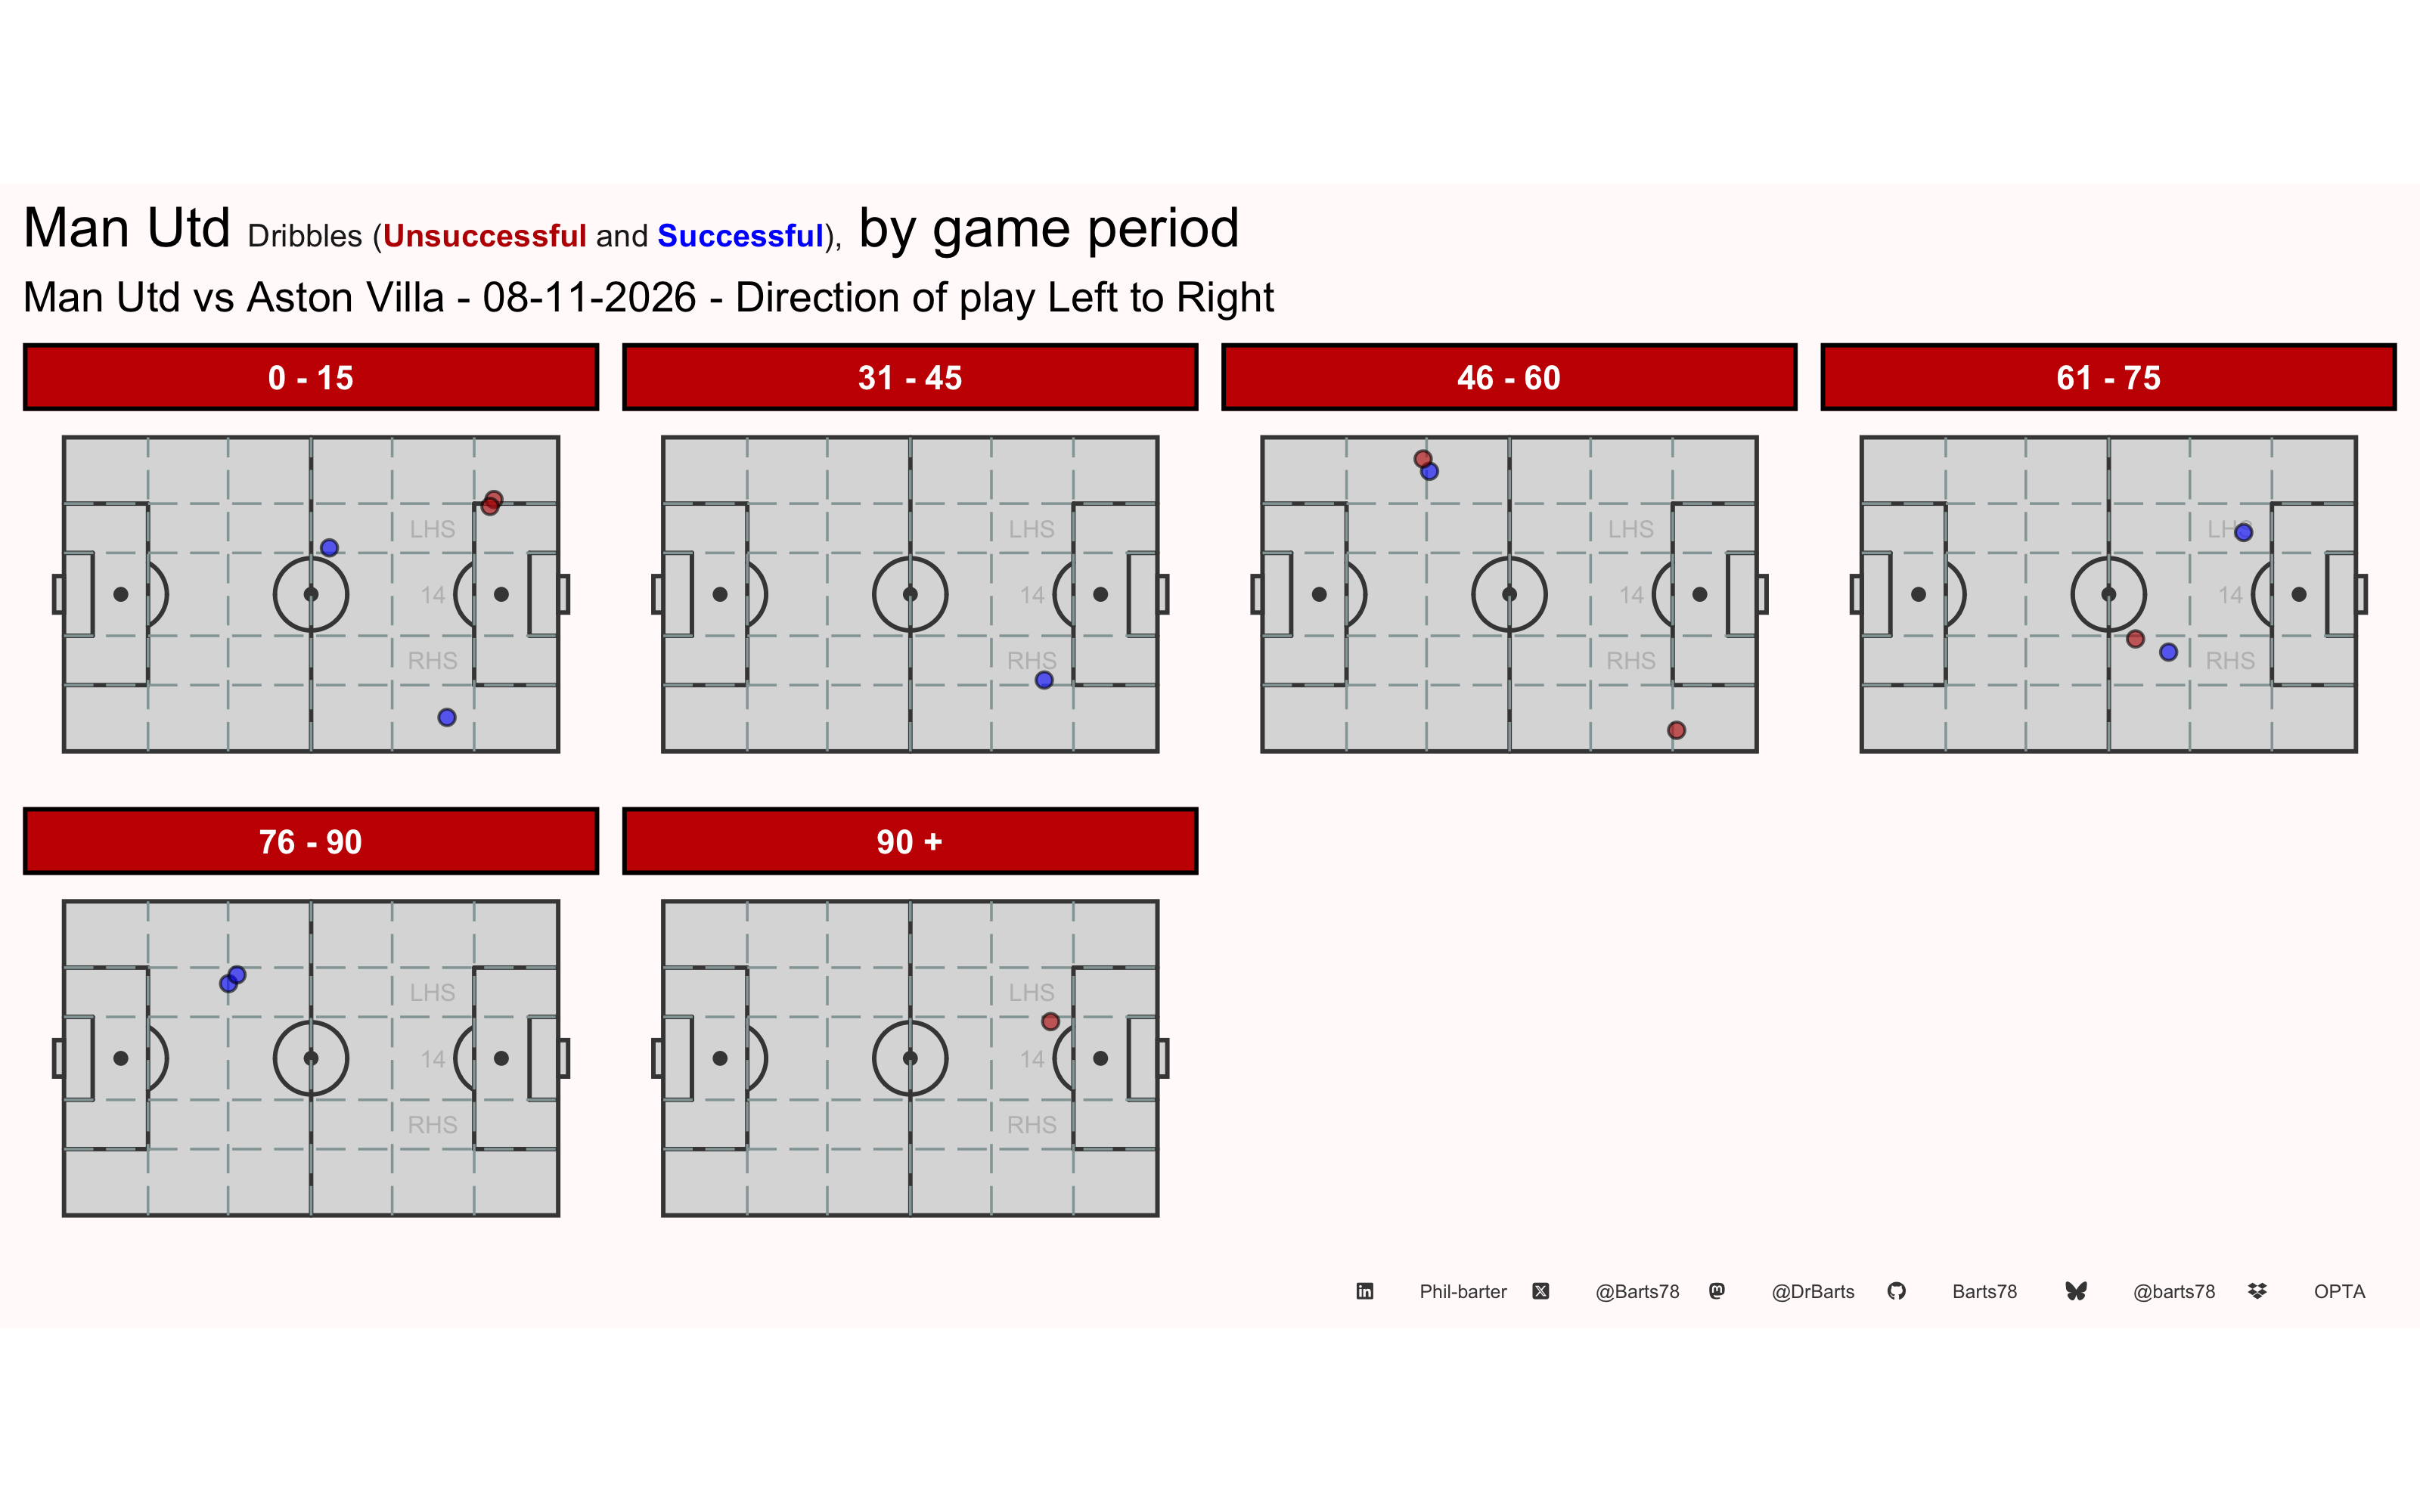 Man Utd Dribbles (Unsuccessful and Successful), by game period
Man Utd vs Aston Villa - 08-11-2026 - Direction of play Left to Right
0 - 15
LHS
14
RHS
31 - 45
LHS
14
RHS
46 - 60
LHS
14
RHS
61 - 75
LHS
14
RHS
76 - 90
LHS
14
RHS
90 +
LHS
14
RHS
Phil-barter @Barts78 @DrBarts Barts78 @barts78 OPTA